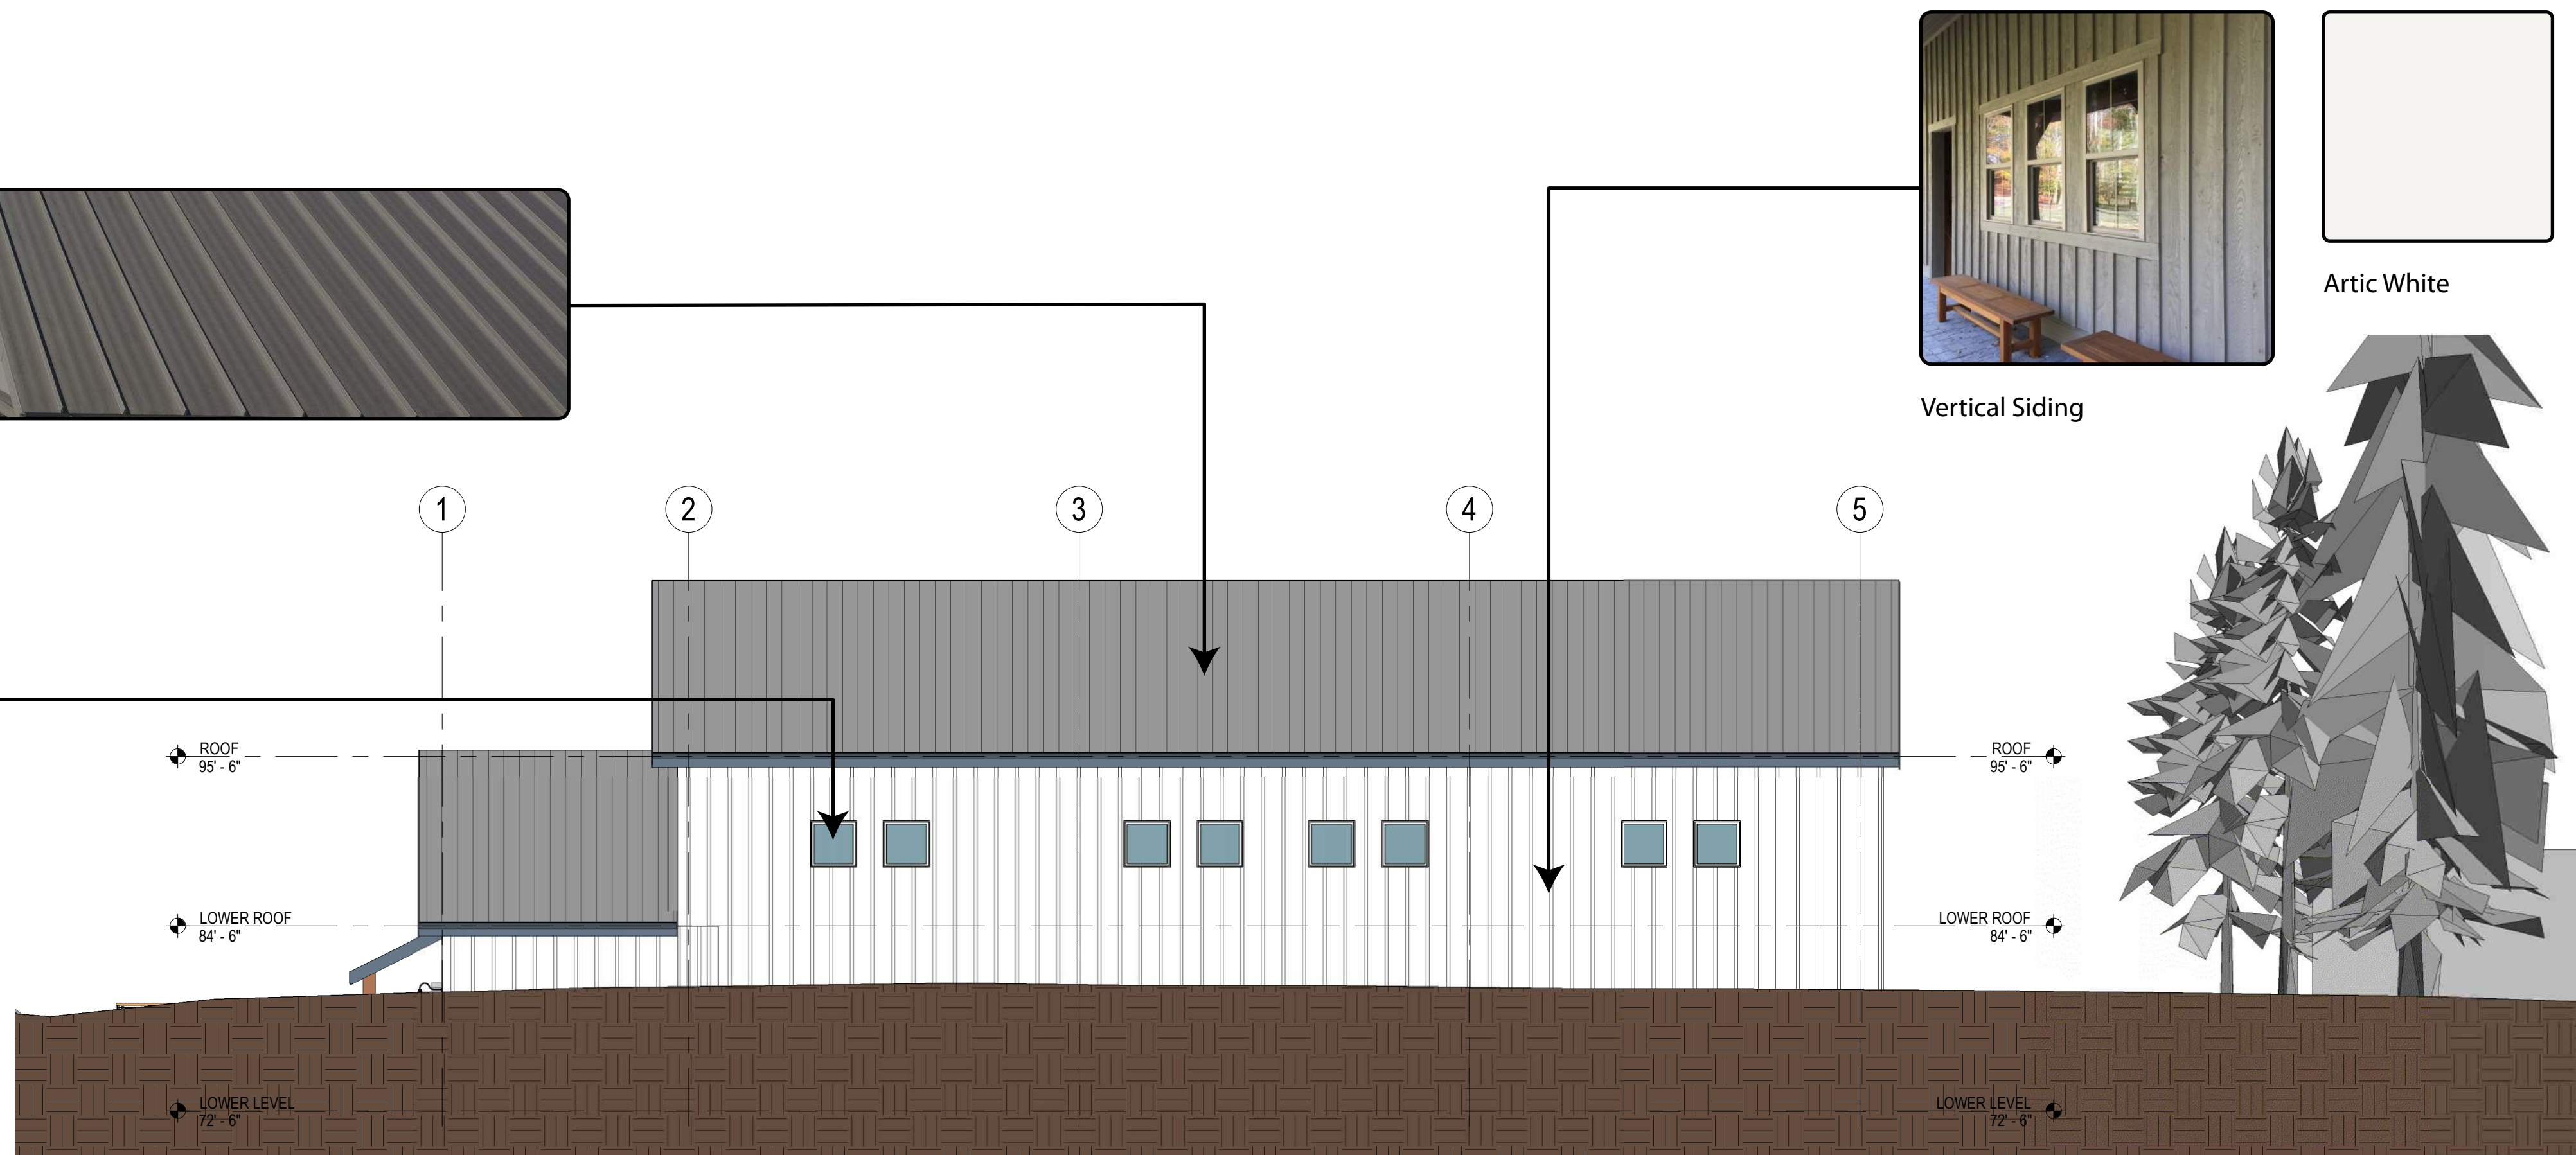 Artic White
Vertical Siding
1
2
3
4
5
ROOF
95' - 6"
ROOF
95' - 6"
LOWER ROOF
84' - 6"
LOWER ROOF
84' - 6"
LOWER LEVEL
72' - 6"
LOWER LEVEL
72' - 6"